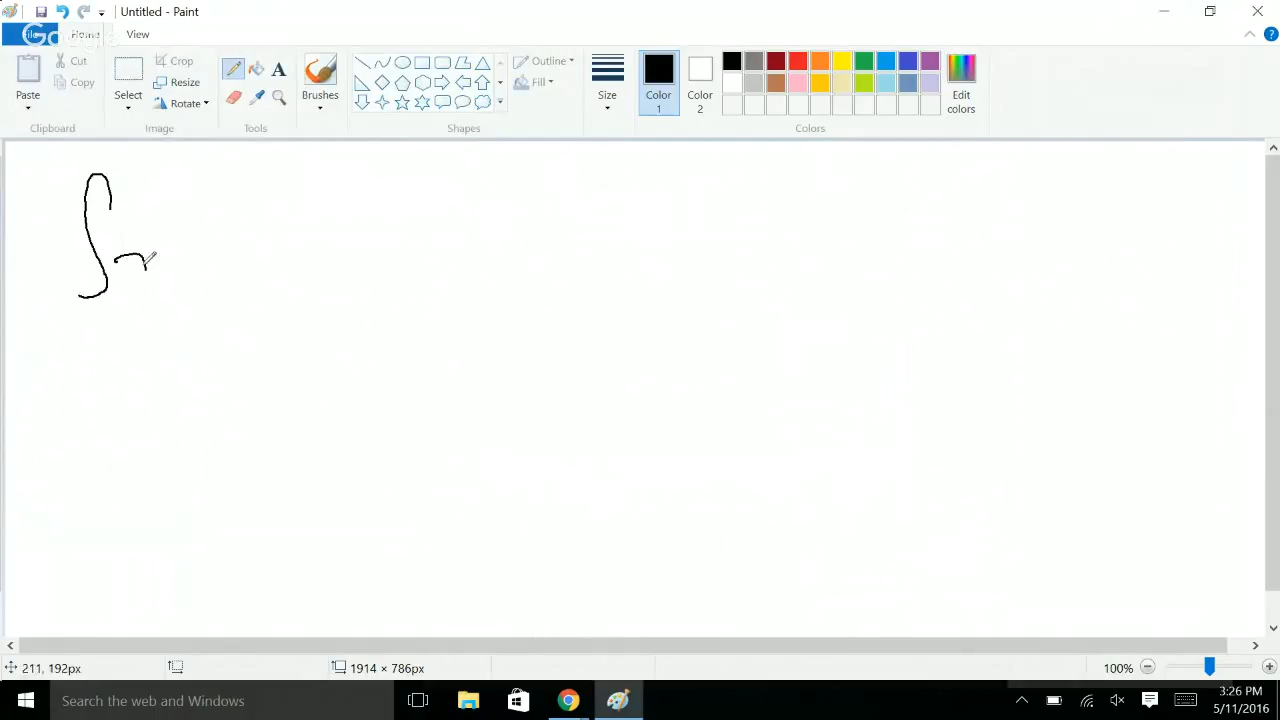 Untitled - Paint
File Home View
Google
Cut
Crop
Outline
Copy
Resize
Fill
Paste
Select
Rotate
A
Brushes
Size
Color 1
Color 2
Edit colors
Clipboard
Image
Tools
Shapes
Colors
∫
211, 192px
1914 × 786px
100%
Search the web and Windows
3:26 PM
5/11/2016